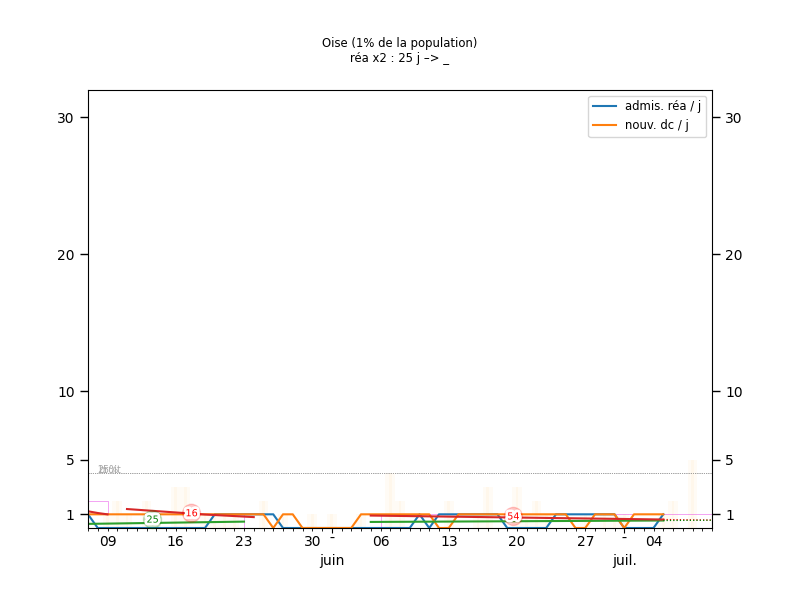 Oise (1% de la population)
réa x2 : 25 j –> _
admis. réa / j
nouv. dc / j
30 30
20 20
10 10
5 5
1 1
25 16 54
09 16 23 30 - 06 13 20 27 - 04
juin juil.